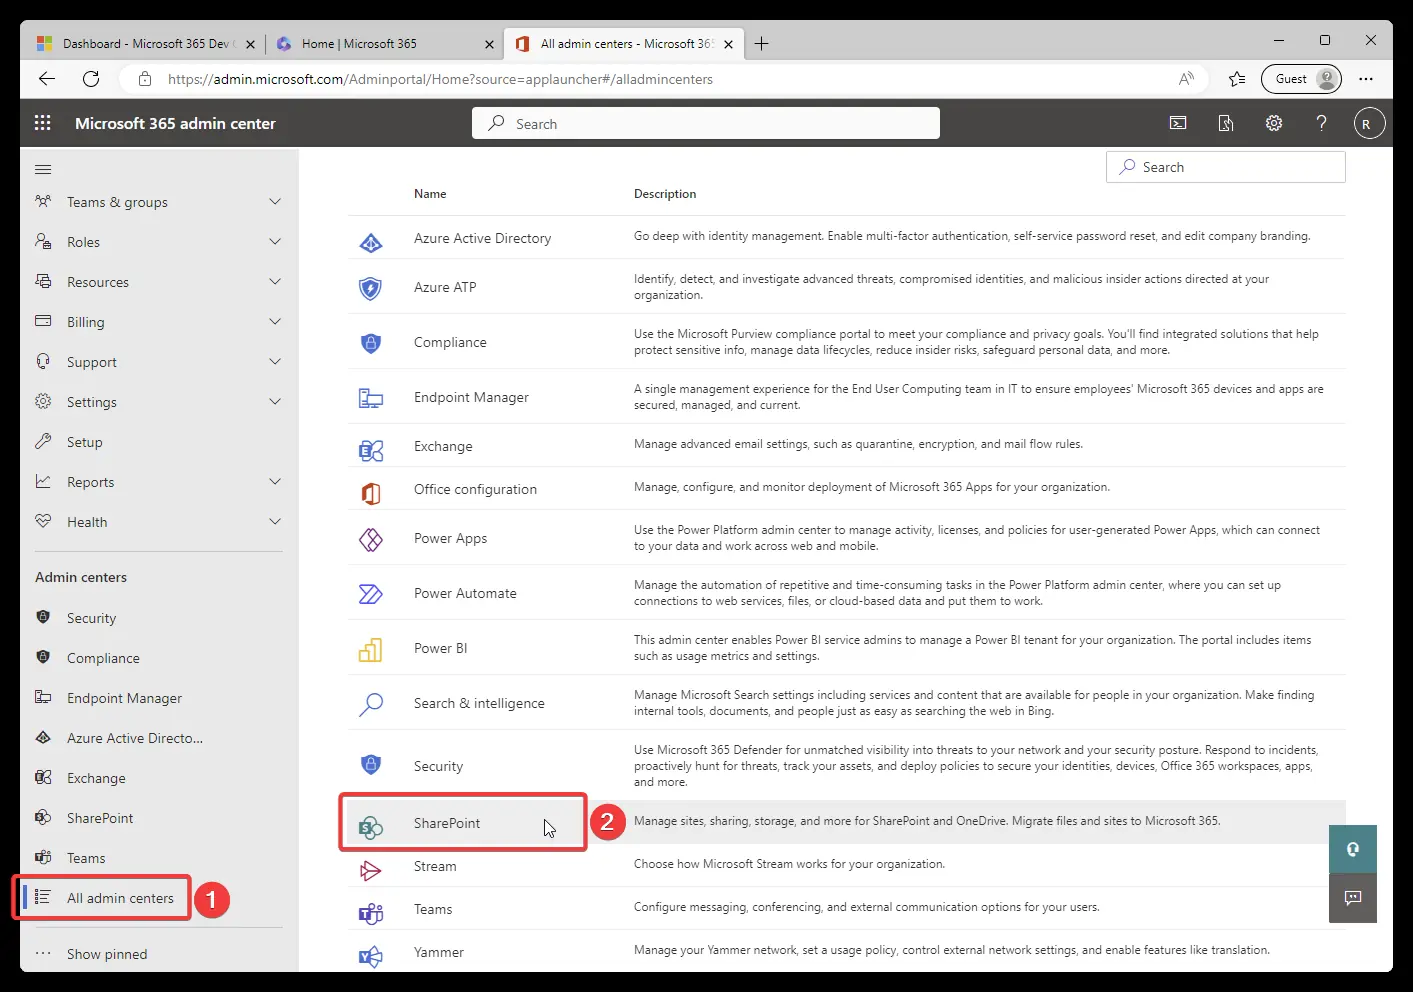 Dashboard - Microsoft 365 Dev
Home | Microsoft 365
All admin centers - Microsoft 365
https://admin.microsoft.com/Adminportal/Home?source=applauncher#/alladmincenters
Guest
Microsoft 365 admin center
Search
R
Search
Teams & groups
Roles
Resources
Billing
Support
Settings
Setup
Reports
Health
Admin centers
Security
Compliance
Endpoint Manager
Azure Active Directo...
Exchange
SharePoint
Teams
All admin centers
1
Show pinned
Name
Description
Azure Active Directory
Go deep with identity management. Enable multi-factor authentication, self-service password reset, and edit company branding.
Azure ATP
Identify, detect, and investigate advanced threats, compromised identities, and malicious insider actions directed at your
organization.
Compliance
Use the Microsoft Purview compliance portal to meet your compliance and privacy goals. You'll find integrated solutions that help
protect sensitive info, manage data lifecycles, reduce insider risks, safeguard personal data, and more.
Endpoint Manager
A single management experience for the End User Computing team in IT to ensure employees' Microsoft 365 devices and apps are
secured, managed, and current.
Exchange
Manage advanced email settings, such as quarantine, encryption, and mail flow rules.
Office configuration
Manage, configure, and monitor deployment of Microsoft 365 Apps for your organization.
Power Apps
Use the Power Platform admin center to manage activity, licenses, and policies for user-generated Power Apps, which can connect
to your data and work across web and mobile.
Power Automate
Manage the automation of repetitive and time-consuming tasks in the Power Platform admin center, where you can set up
connections to web services, files, or cloud-based data and put them to work.
Power BI
This admin center enables Power BI service admins to manage a Power BI tenant for your organization. The portal includes items
such as usage metrics and settings.
Search & intelligence
Manage Microsoft Search settings including services and content that are available for people in your organization. Make finding
internal tools, documents, and people just as easy as searching the web in Bing.
Security
Use Microsoft 365 Defender for unmatched visibility into threats to your network and your security posture. Respond to incidents,
proactively hunt for threats, track your assets, and deploy policies to secure your identities, devices, Office 365 workspaces, apps,
and more.
SharePoint
2
Manage sites, sharing, storage, and more for SharePoint and OneDrive. Migrate files and sites to Microsoft 365.
Stream
Choose how Microsoft Stream works for your organization.
Teams
Configure messaging, conferencing, and external communication options for your users.
Yammer
Manage your Yammer network, set a usage policy, control external network settings, and enable features like translation.